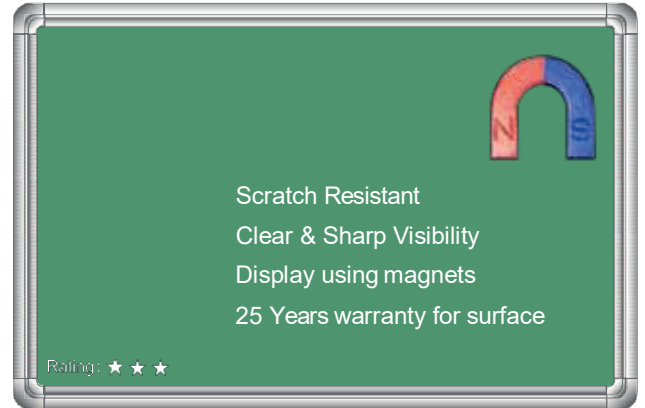 N S
Scratch Resistant
Clear & Sharp Visibility
Display using magnets
25 Years warranty for surface
Rating: ★ ★ ★